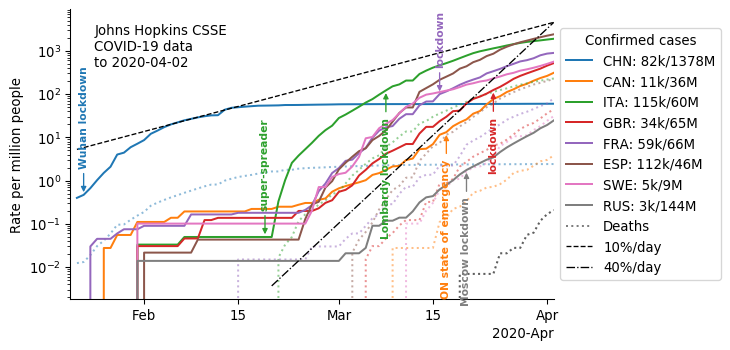 Johns Hopkins CSSE
COVID-19 data
to 2020-04-02
Rate per million people
10³
10²
10¹
10⁰
10⁻¹
10⁻²
Wuhan lockdown
super-spreader
Lombardy lockdown
lockdown
ON state of emergency
Moscow lockdown
lockdown
Feb
15
Mar
15
Apr
2020-Apr
Confirmed cases
CHN: 82k/1378M
CAN: 11k/36M
ITA: 115k/60M
GBR: 34k/65M
FRA: 59k/66M
ESP: 112k/46M
SWE: 5k/9M
RUS: 3k/144M
Deaths
10%/day
40%/day